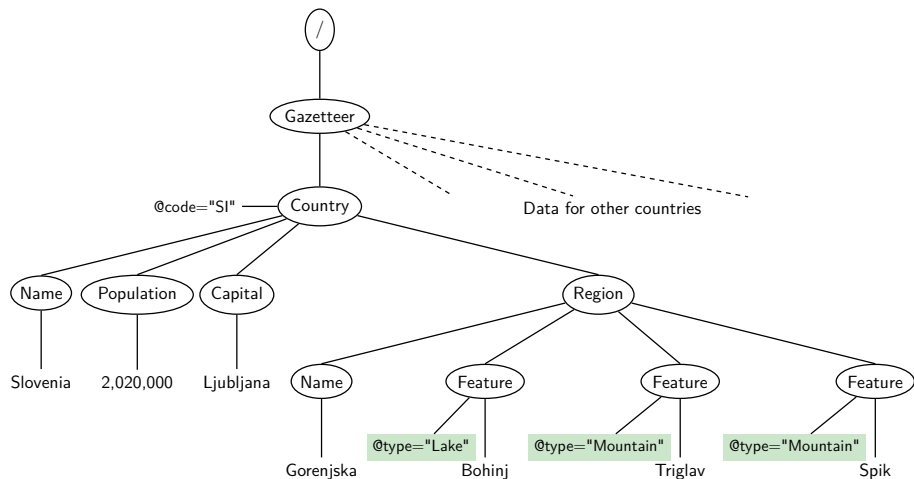 /
Gazetteer
@code="SI"
Country
Data for other countries
Name
Population
Capital
Region
Slovenia
2,020,000
Ljubljana
Name
Feature
Feature
Feature
@type="Lake"
@type="Mountain"
@type="Mountain"
Gorenjska
Bohinj
Triglav
Spik